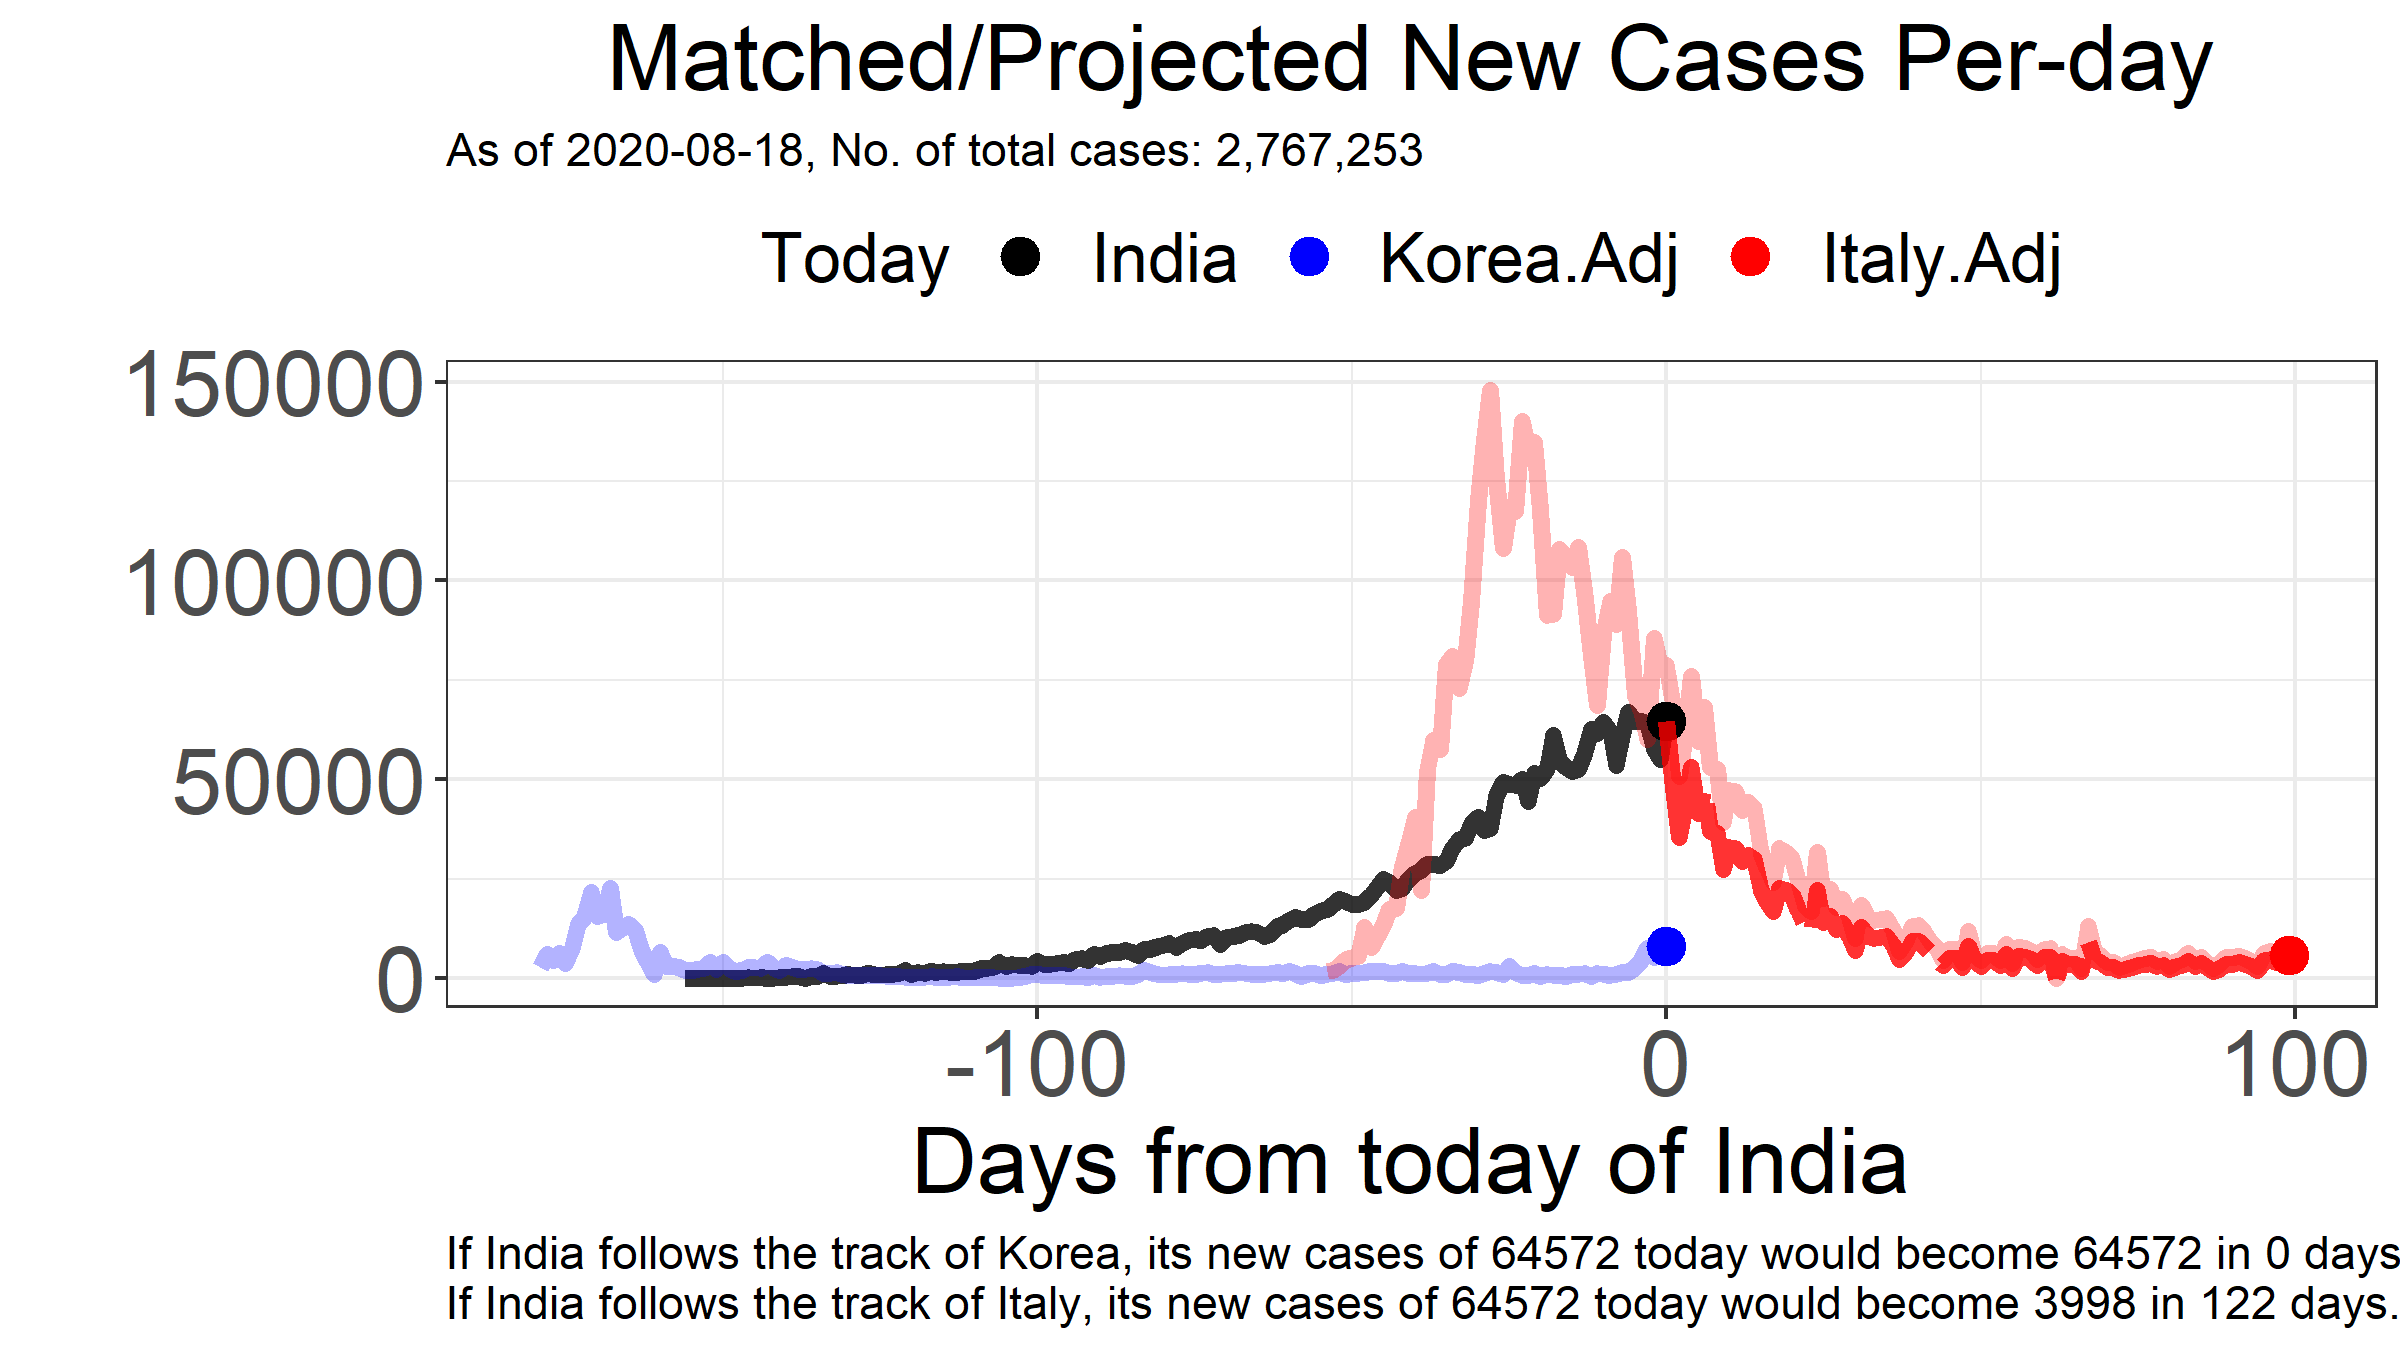 Matched/Projected New Cases Per-day
As of 2020-08-18, No. of total cases: 2,767,253
Today India Korea.Adj Italy.Adj
150000
100000
50000
0
-100 0 100
Days from today of India
If India follows the track of Korea, its new cases of 64572 today would become 64572 in 0 days
If India follows the track of Italy, its new cases of 64572 today would become 3998 in 122 days.